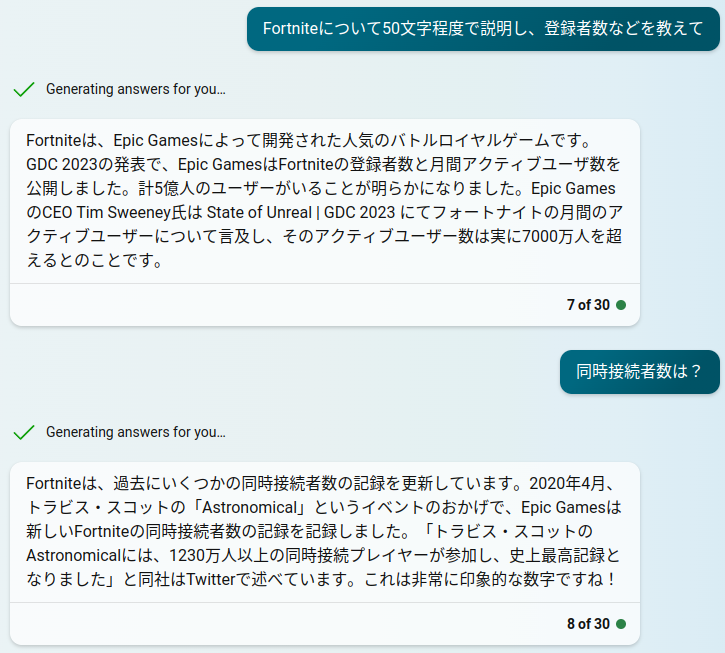 Fortniteについて50文字程度で説明し、登録者数などを教えて
Generating answers for you…
Fortniteは、Epic Gamesによって開発された人気のバトルロイヤルゲームです。
GDC 2023の発表で、Epic GamesはFortniteの登録者数と月間アクティブユーザ数を
公開しました。計5億人のユーザーがいることが明らかになりました。Epic Games
のCEO Tim Sweeney氏は State of Unreal | GDC 2023 にてフォートナイトの月間のア
クティブユーザーについて言及し、そのアクティブユーザー数は実に7000万人を超
えるとのことです。
7 of 30
同時接続者数は？
Generating answers for you…
Fortniteは、過去にいくつかの同時接続者数の記録を更新しています。2020年4月、
トラビス・スコットの「Astronomical」というイベントのおかげで、Epic Gamesは
新しいFortniteの同時接続者数の記録を記録しました。「トラビス・スコットの
Astronomicalには、1230万人以上の同時接続プレイヤーが参加し、史上最高記録と
なりました」と同社はTwitterで述べています。これは非常に印象的な数字ですね！
8 of 30